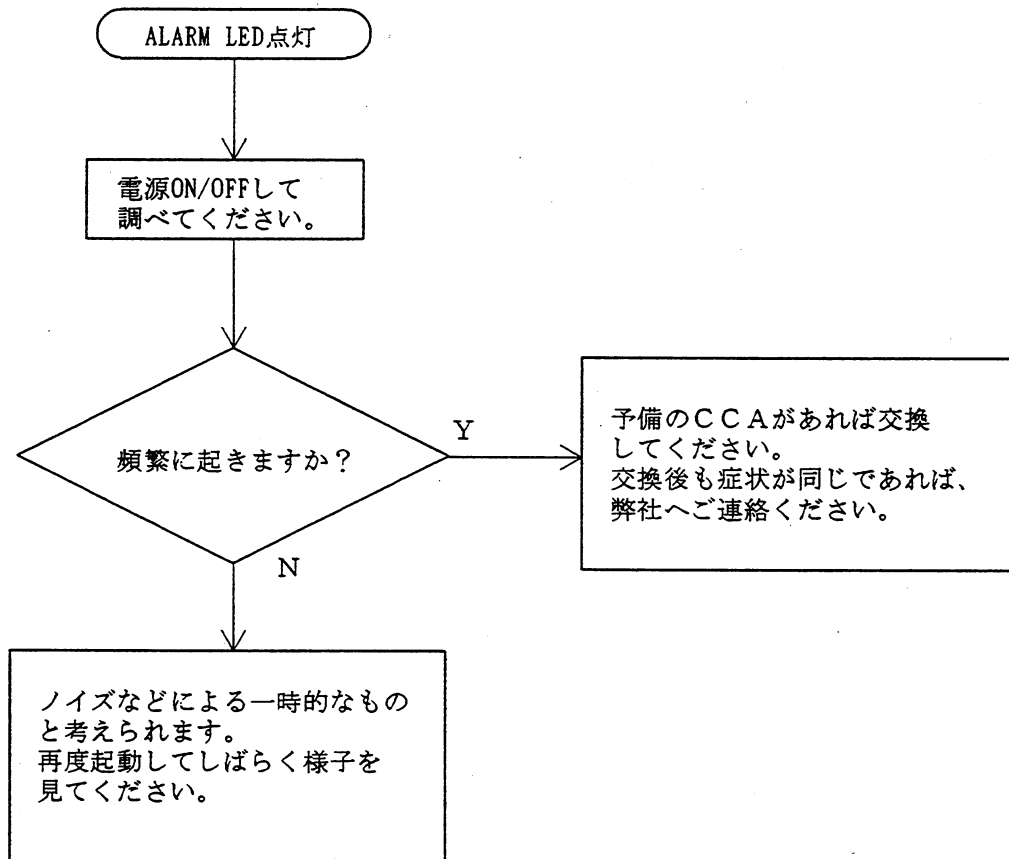 ALARM LED点灯
電源ON/OFFして
調べてください。
頻繁に起きますか？
Y
予備のＣＣＡがあれば交換
してください。
交換後も症状が同じであれば、
弊社へご連絡ください。
N
ノイズなどによる一時的なもの
と考えられます。
再度起動してしばらく様子を
見てください。